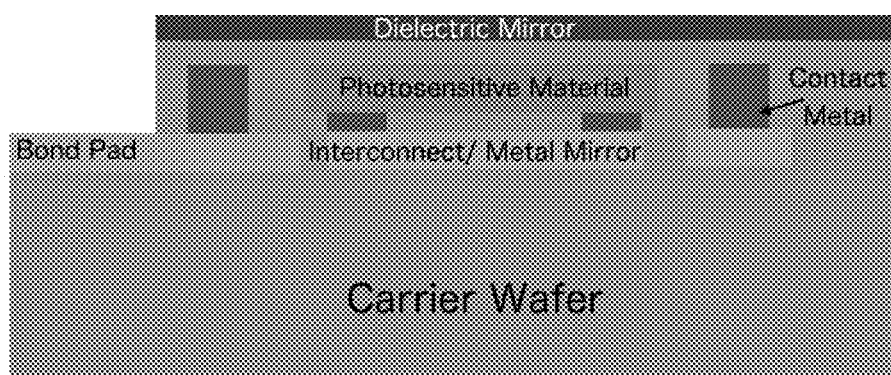 Dielectric Mirror
Photosensitive Material
Contact
Metal
Bond Pad
Interconnect/ Metal Mirror
Carrier Wafer